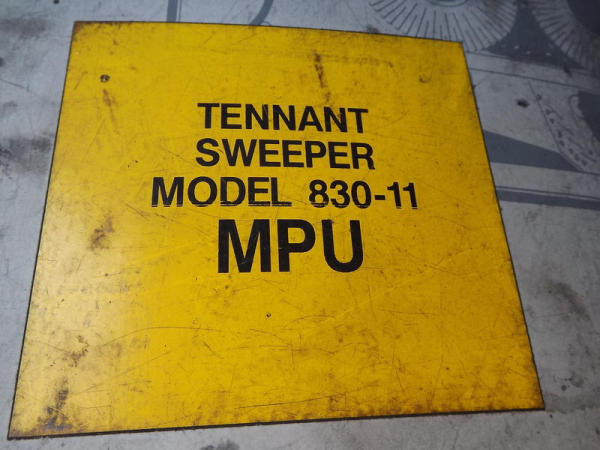 TENNANT
SWEEPER
MODEL 830-11
MPU